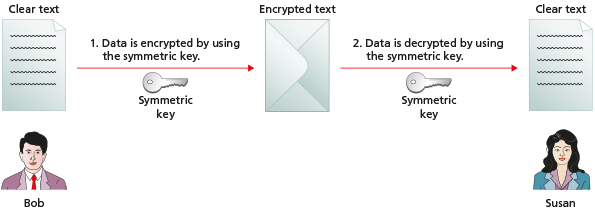 Clear text
Encrypted text
Clear text
1. Data is encrypted by using
the symmetric key.
2. Data is decrypted by using
the symmetric key.
Symmetric
key
Symmetric
key
Bob
Susan